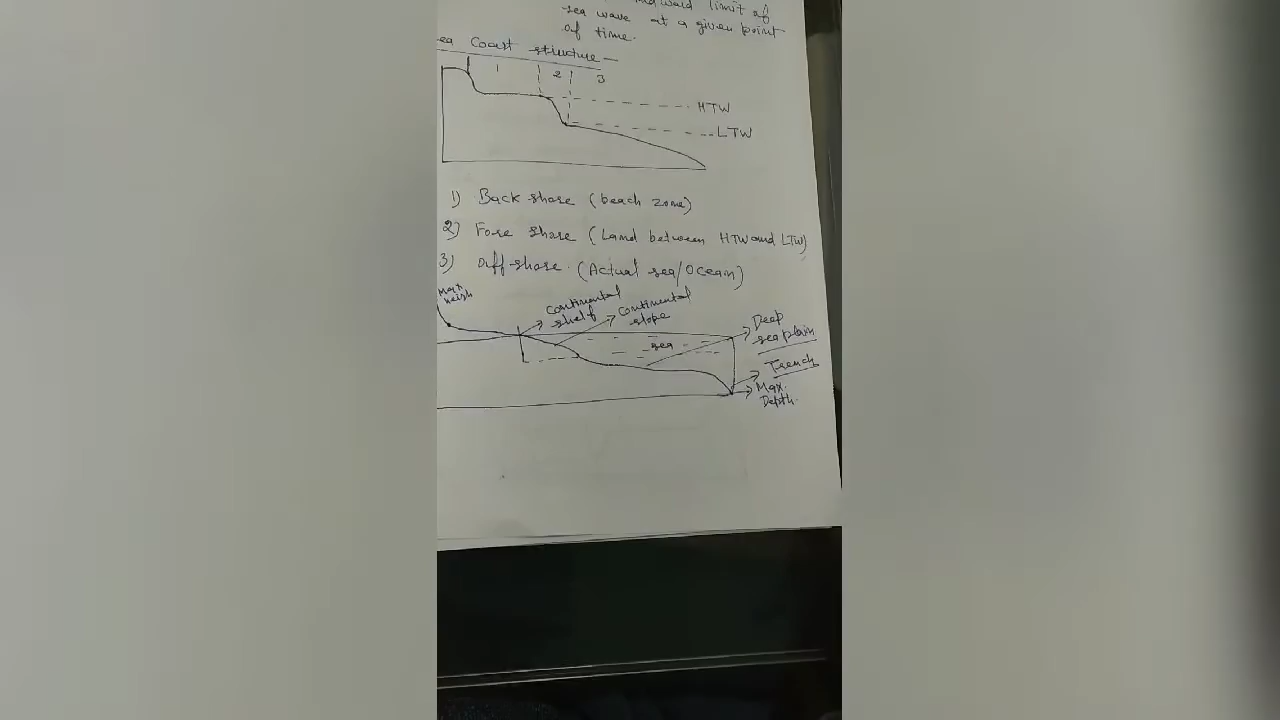 limit of
sea wave at a given point
of time.
ea Coast structure —
1 2 3
HTW
LTW
1) Back shore (beach zone)
2) Fore shore (Land between HTW and LTW)
3) Off shore. (Actual sea/Ocean)
Continental shelf
Continental slope
Deep sea plain
sea
Trench
Max. Depth.